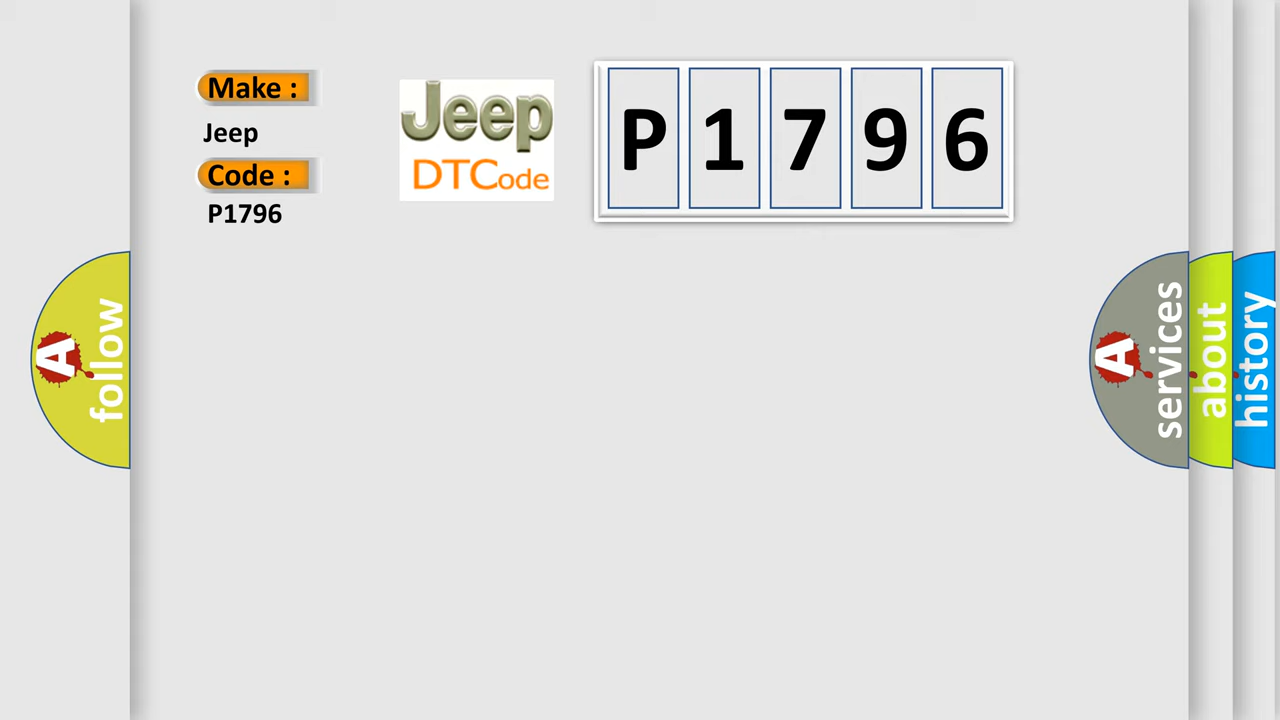 Make :
Jeep
Code :
P1796
Jeep
DTCode
P 1 7 9 6
A follow
A services
about
history